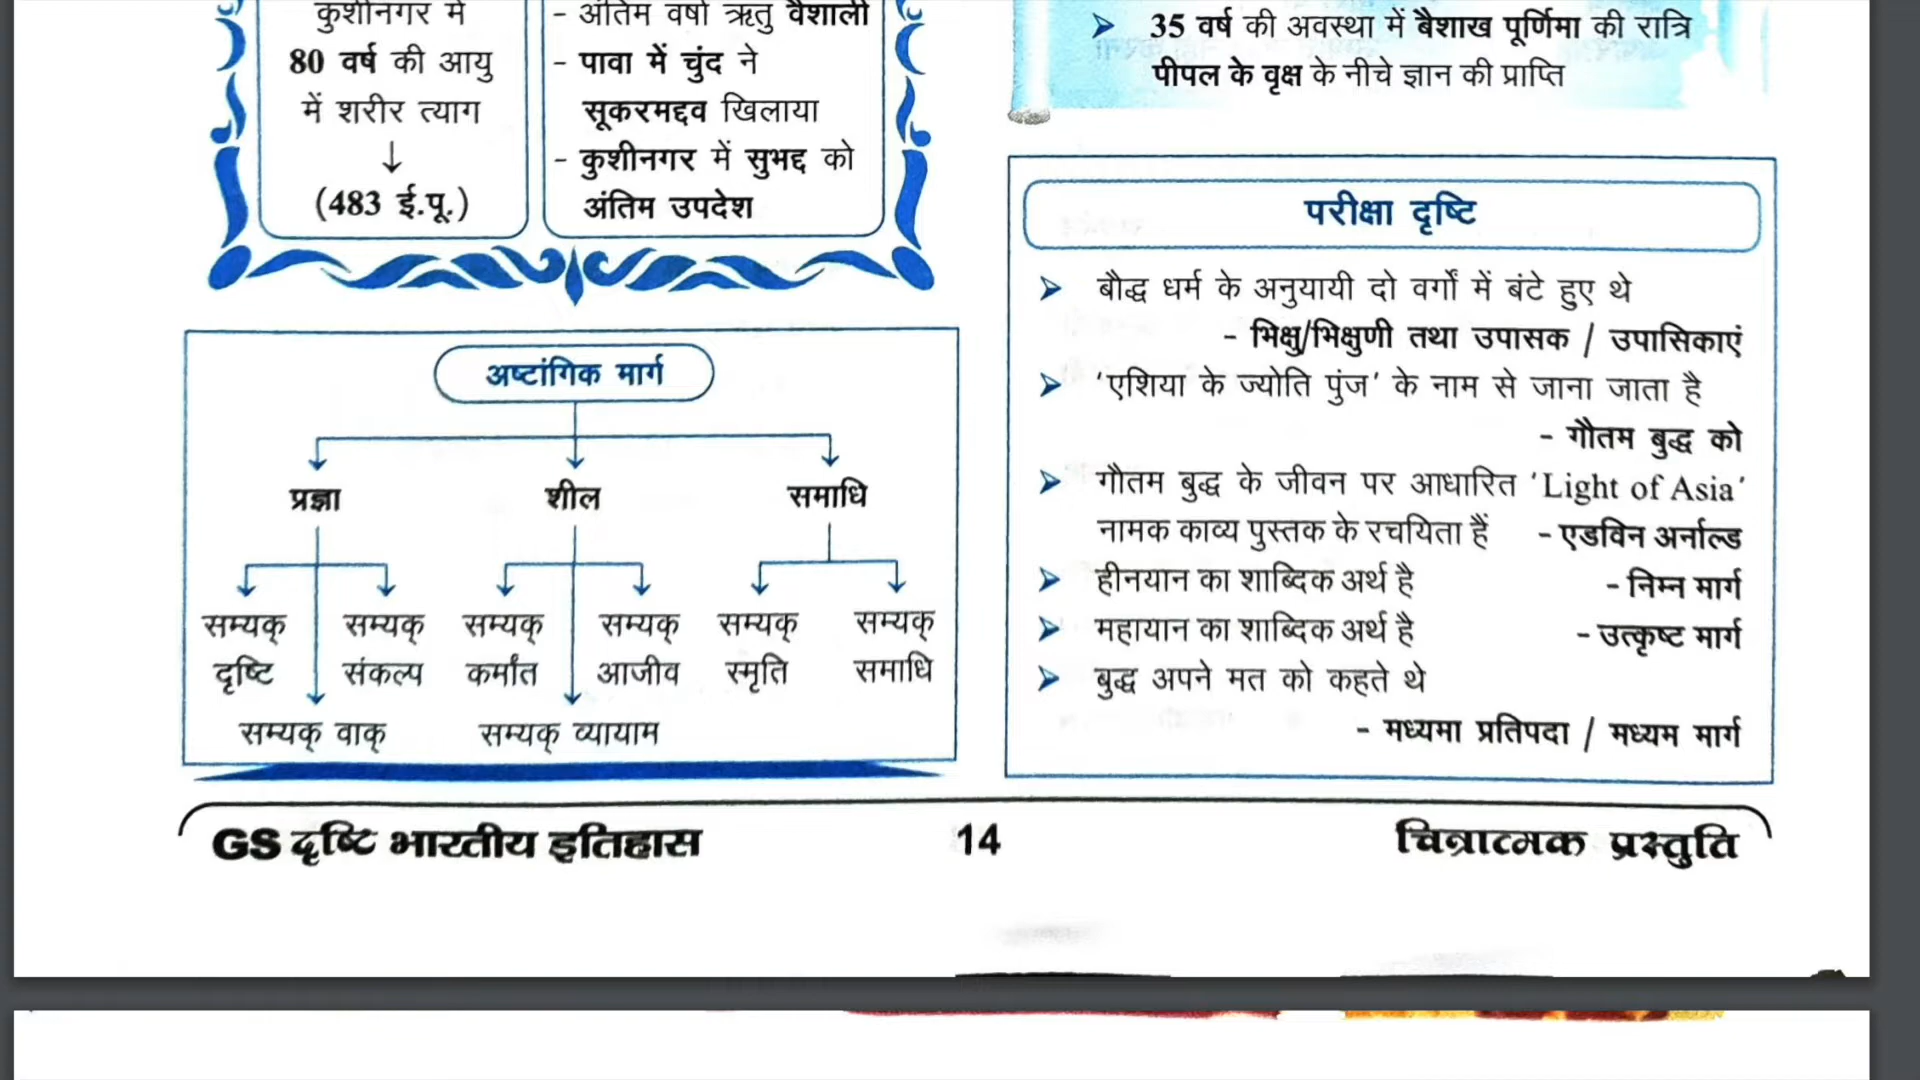 कुशीनगर में
80 वर्ष की आयु
में शरीर त्याग
↓
(483 ई.पू.)
- अंतिम वर्षा ऋतु वैशाली
- पावा में चुंद ने
सूकरमद्दव खिलाया
- कुशीनगर में सुभद्द को
अंतिम उपदेश
➢ 35 वर्ष की अवस्था में बैशाख पूर्णिमा की रात्रि
पीपल के वृक्ष के नीचे ज्ञान की प्राप्ति
अष्टांगिक मार्ग
प्रज्ञा शील समाधि
सम्यक् सम्यक् सम्यक् सम्यक् सम्यक् सम्यक्
दृष्टि संकल्प कर्मांत आजीव स्मृति समाधि
सम्यक् वाक् सम्यक् व्यायाम
परीक्षा दृष्टि
➢ बौद्ध धर्म के अनुयायी दो वर्गों में बंटे हुए थे
- भिक्षु/भिक्षुणी तथा उपासक / उपासिकाएं
➢ 'एशिया के ज्योति पुंज' के नाम से जाना जाता है
- गौतम बुद्ध को
➢ गौतम बुद्ध के जीवन पर आधारित 'Light of Asia'
नामक काव्य पुस्तक के रचयिता हैं - एडविन अर्नाल्ड
➢ हीनयान का शाब्दिक अर्थ है - निम्न मार्ग
➢ महायान का शाब्दिक अर्थ है - उत्कृष्ट मार्ग
➢ बुद्ध अपने मत को कहते थे
- मध्यमा प्रतिपदा / मध्यम मार्ग
GS दृष्टि भारतीय इतिहास 14 चित्रात्मक प्रस्तुति